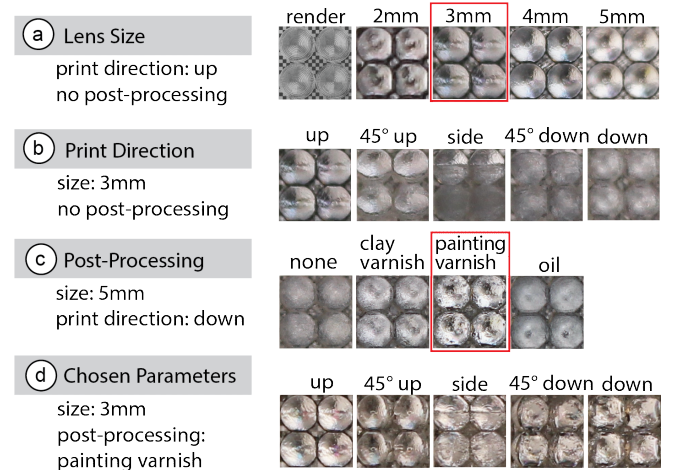 render 2mm 3mm 4mm 5mm
a Lens Size
print direction: up
no post-processing
up 45° up side 45° down down
b Print Direction
size: 3mm
no post-processing
none clay varnish painting varnish oil
c Post-Processing
size: 5mm
print direction: down
d Chosen Parameters
up 45° up side 45° down down
size: 3mm
post-processing:
painting varnish